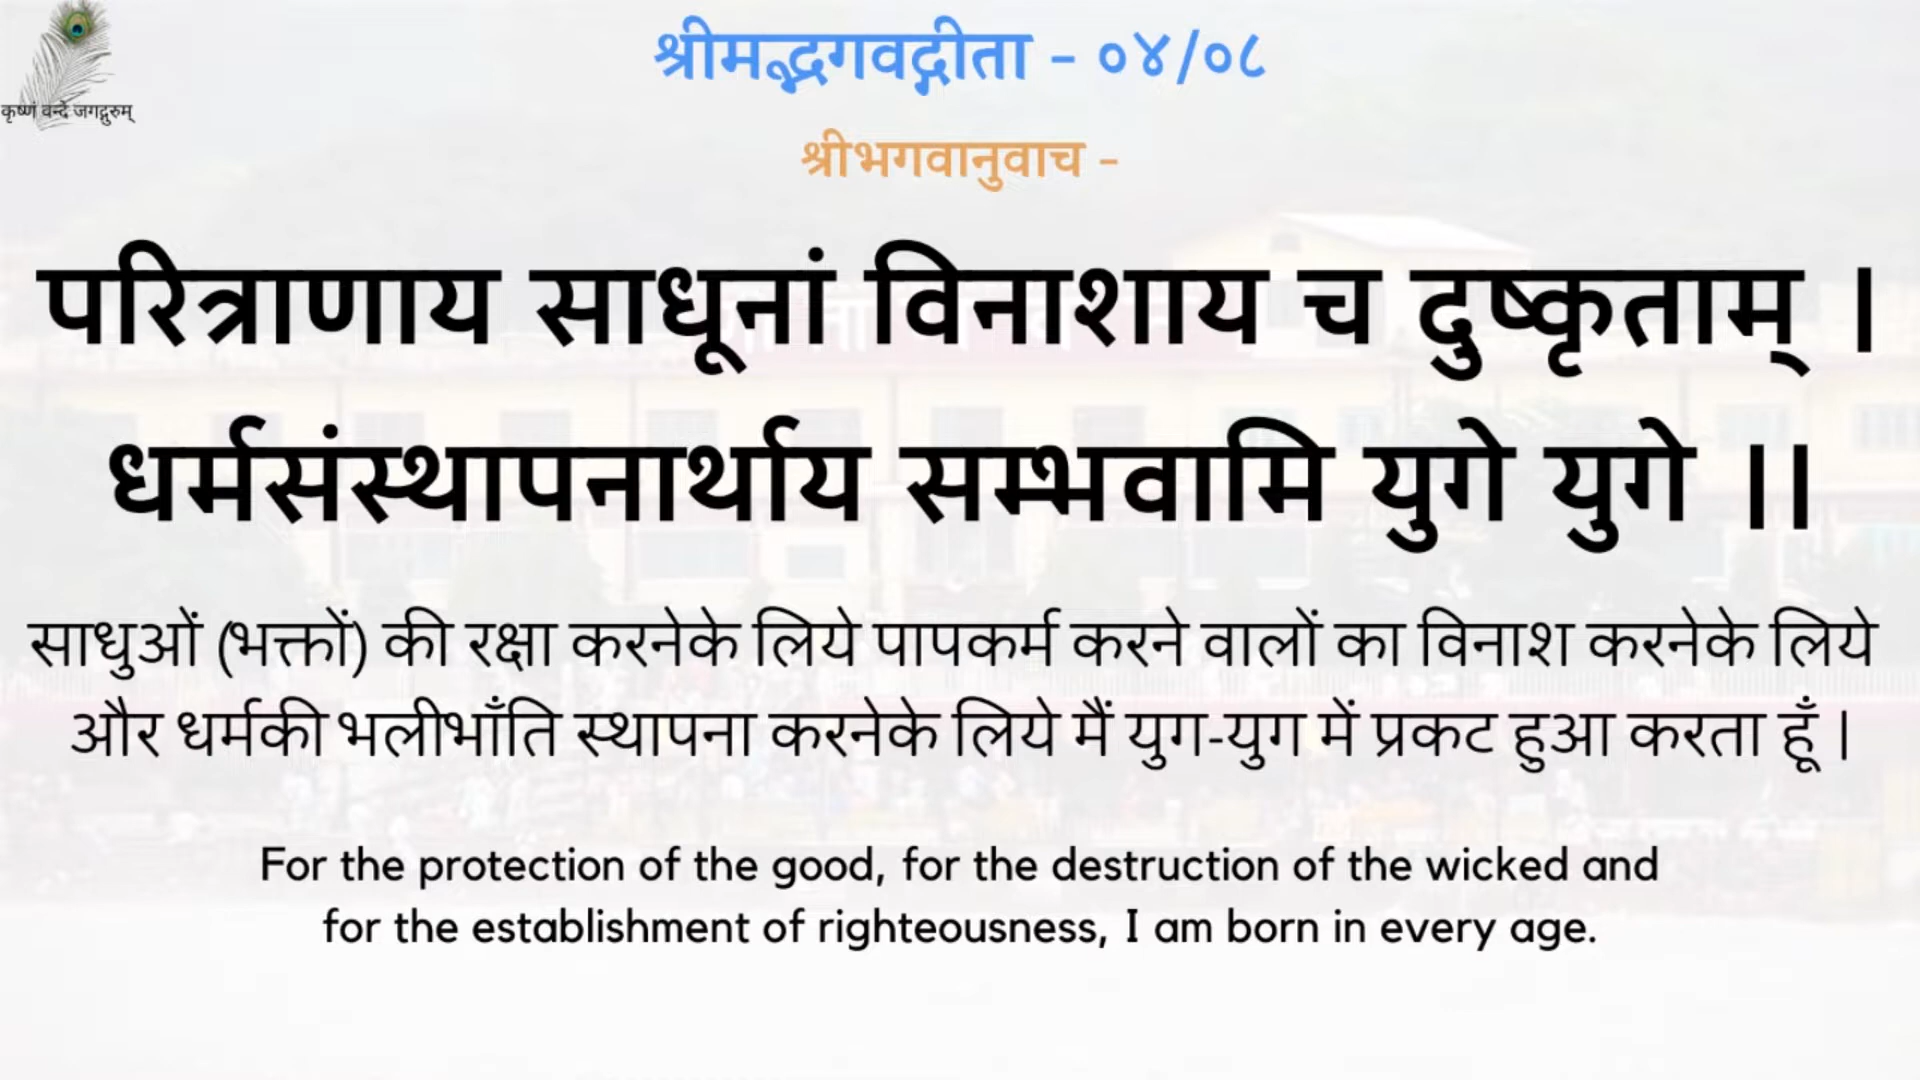 श्रीमद्भगवद्गीता - ०४/०८
कृष्णं वन्दे जगद्गुरुम्
श्रीभगवानुवाच -
परित्राणाय साधूनां विनाशाय च दुष्कृताम् ।
धर्मसंस्थापनार्थाय सम्भवामि युगे युगे ।।
साधुओं (भक्तों) की रक्षा करनेके लिये पापकर्म करने वालों का विनाश करनेके लिये
और धर्मकी भलीभाँति स्थापना करनेके लिये मैं युग-युग में प्रकट हुआ करता हूँ ।
For the protection of the good, for the destruction of the wicked and
for the establishment of righteousness, I am born in every age.